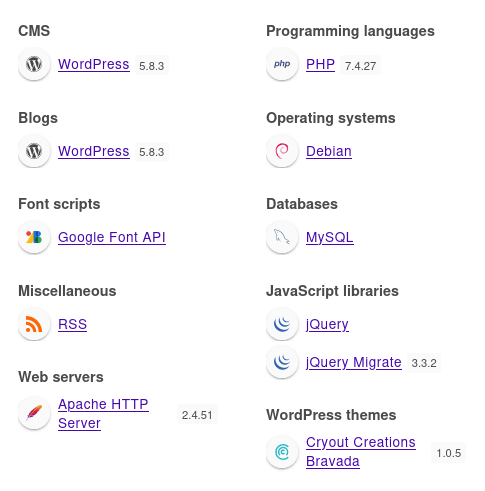 CMS
WordPress 5.8.3
Blogs
WordPress 5.8.3
Font scripts
Google Font API
Miscellaneous
RSS
Web servers
Apache HTTP
Server 2.4.51
Programming languages
php PHP 7.4.27
Operating systems
Debian
Databases
MySQL
JavaScript libraries
jQuery
jQuery Migrate 3.3.2
WordPress themes
Cryout Creations
Bravada 1.0.5